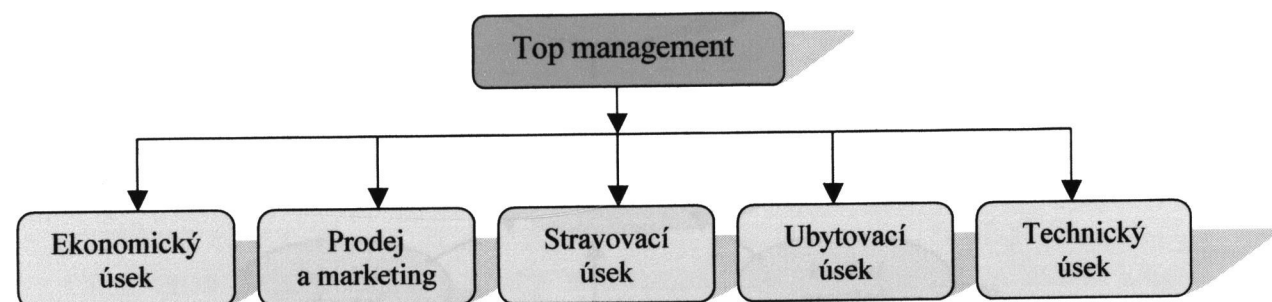 Top management
Ekonomický
úsek
Prodej
a marketing
Stravovací
úsek
Ubytovací
úsek
Technický
úsek